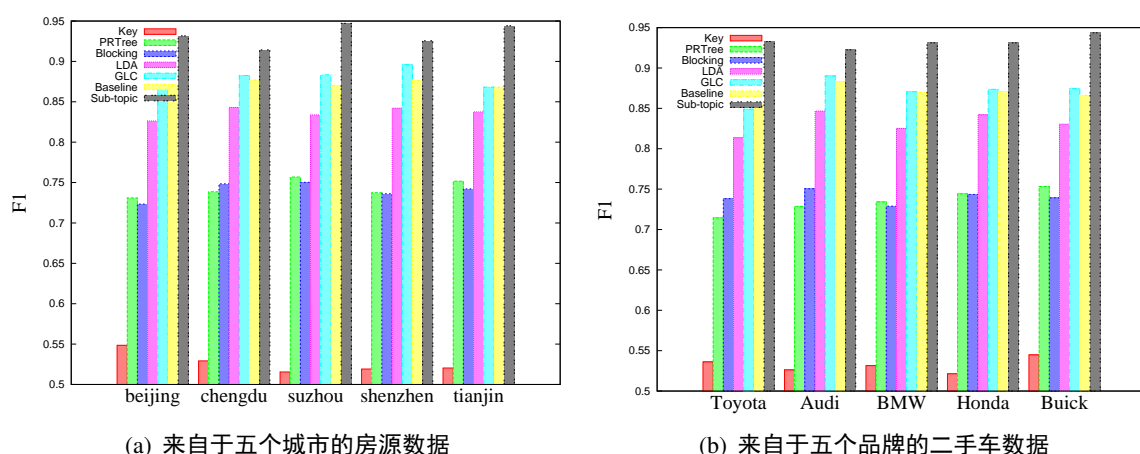 0.95
0.9
0.85
0.8
0.75
0.7
0.65
0.6
0.55
0.5
F1
Key
PRTree
Blocking
LDA
GLC
Baseline
Sub-topic
beijing chengdu suzhou shenzhen tianjin
(a) 来自于五个城市的房源数据
0.95
0.9
0.85
0.8
0.75
0.7
0.65
0.6
0.55
0.5
F1
Key
PRTree
Blocking
LDA
GLC
Baseline
Sub-topic
Toyota Audi BMW Honda Buick
(b) 来自于五个品牌的二手车数据